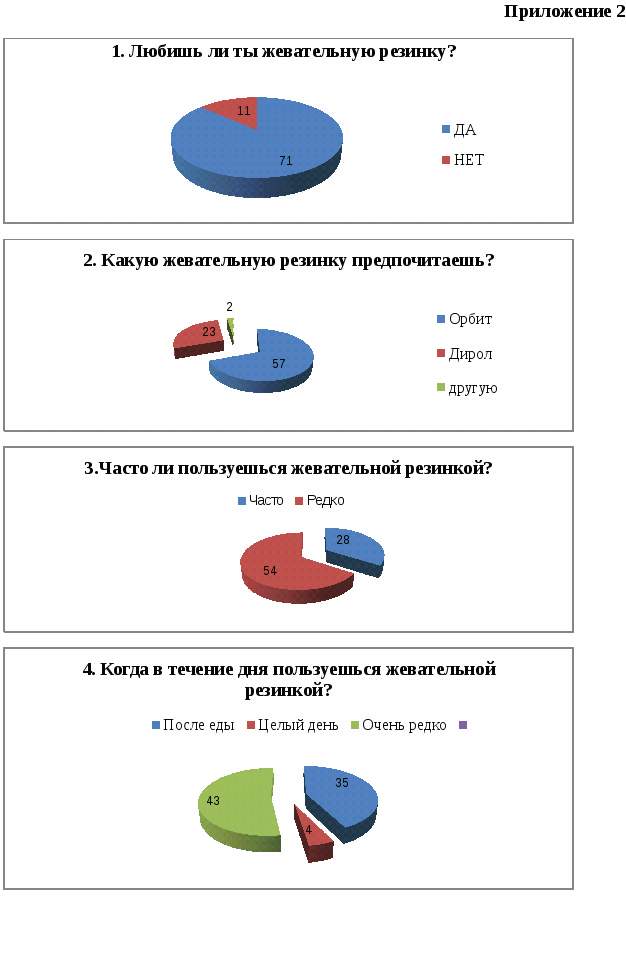 Приложение 2
1. Любишь ли ты жевательную резинку?
11
71
ДА
НЕТ
2. Какую жевательную резинку предпочитаешь?
2
23
57
Орбит
Дирол
другую
3.Часто ли пользуешься жевательной резинкой?
Часто Редко
28
54
4. Когда в течение дня пользуешься жевательной
резинкой?
После еды Целый день Очень редко
35
43
4